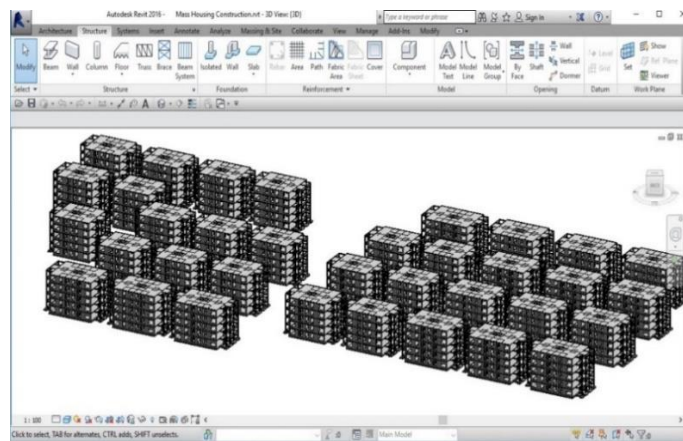 Autodesk Revit 2016 - Mass Housing Construction.rvt - 3D View: {3D}
Type a keyword or phrase
Sign In
Architecture Structure Systems Insert Annotate Analyze Massing & Site Collaborate View Manage Add-Ins Modify
Modify Beam Wall Column Floor Truss Brace Beam System Isolated Wall Slab Rebar Area Path Fabric Area Fabric Sheet Cover Component Model Text Model Line Model Group By Face Shaft Wall Vertical Dormer Level Grid Set Show Ref Plane Viewer
Select Structure Foundation Reinforcement Model Opening Datum Work Plane
1 : 100
Click to select, TAB for alternates, CTRL adds, SHIFT unselects.
:0
Main Model
:0